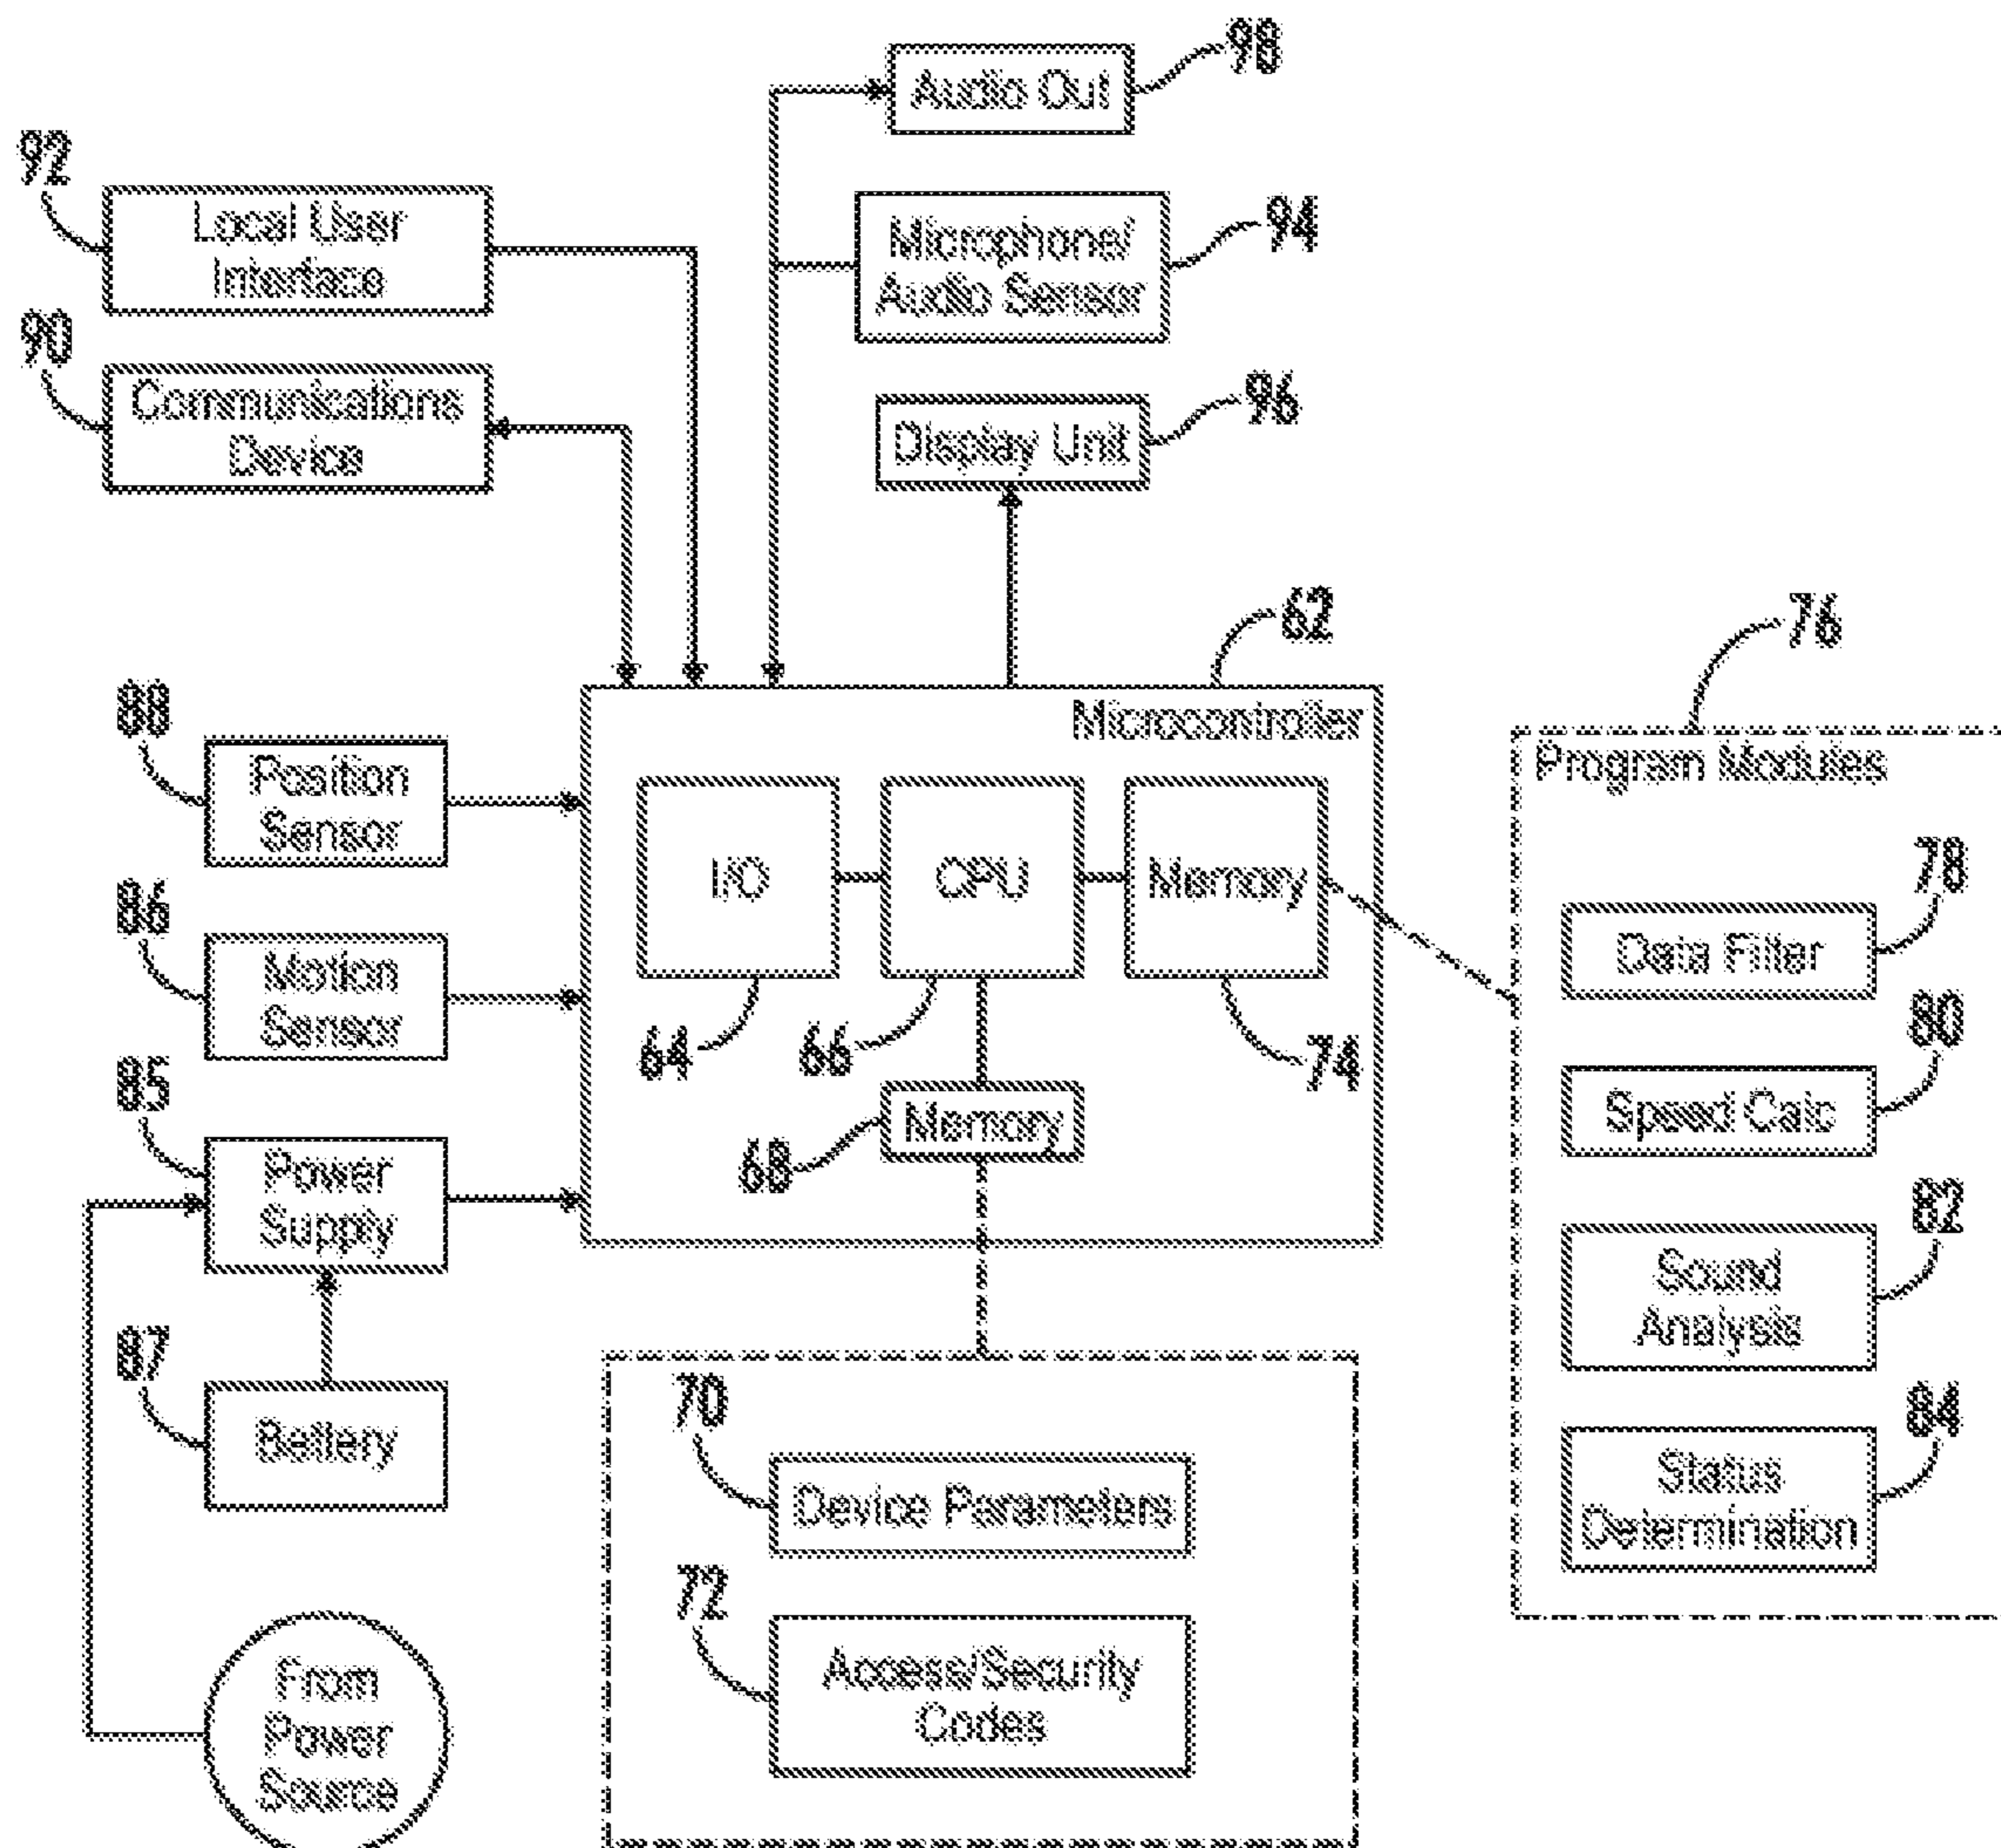 98
Audio Out
92
Local User
Interface
Microphone/
Audio Sensor
94
90
Communications
Device
Display Unit
96
62
Microcontroller
76
Program Modules
88
Position
Sensor
I/O
CPU
Memory
78
Data Filter
86
Motion
Sensor
64
66
74
80
Speed Calc
85
Power
Supply
68
Memory
82
Sound
Analysis
87
Battery
70
Device Parameters
84
Status
Determination
72
Access/Security
Codes
From
Power
Source